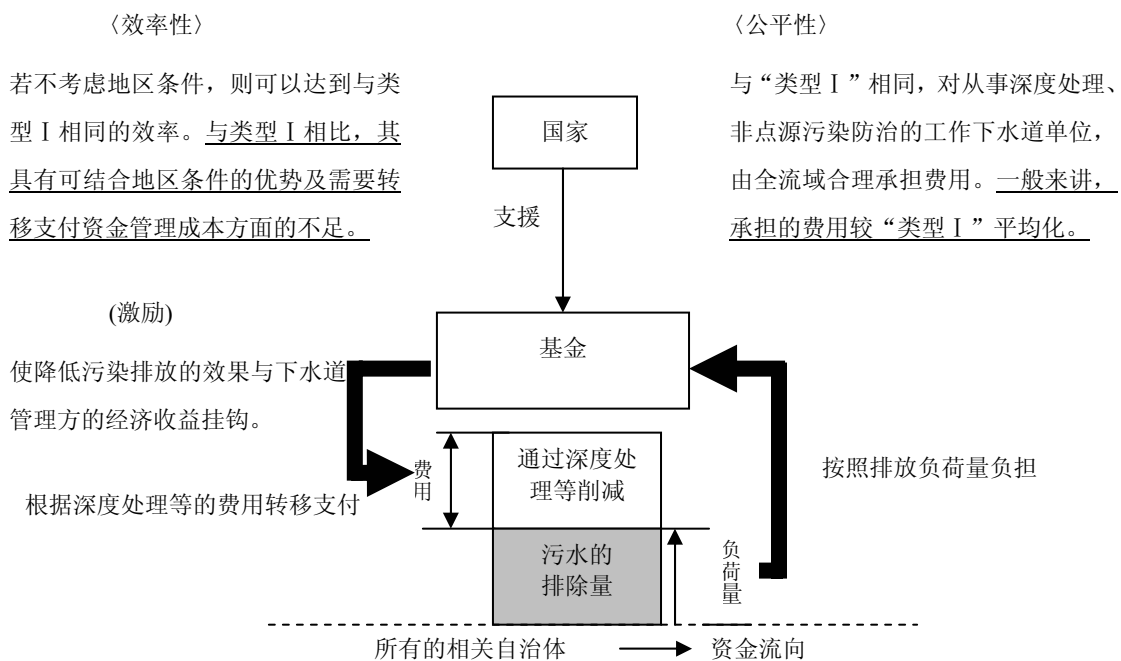 〈效率性〉
若不考虑地区条件，则可以达到与类
型Ⅰ相同的效率。与类型Ⅰ相比，其
具有可结合地区条件的优势及需要转
移支付资金管理成本方面的不足。
〈公平性〉
与“类型Ⅰ”相同，对从事深度处理、
非点源污染防治的工作下水道单位，
由全流域合理承担费用。一般来讲，
承担的费用较“类型Ⅰ”平均化。
国家
支援
(激励)
使降低污染排放的效果与下水道
管理方的经济收益挂钩。
基金
根据深度处理等的费用转移支付
费
用
通过深度处
理等削减
按照排放负荷量负担
污水的
排除量
负
荷
量
所有的相关自治体
资金流向